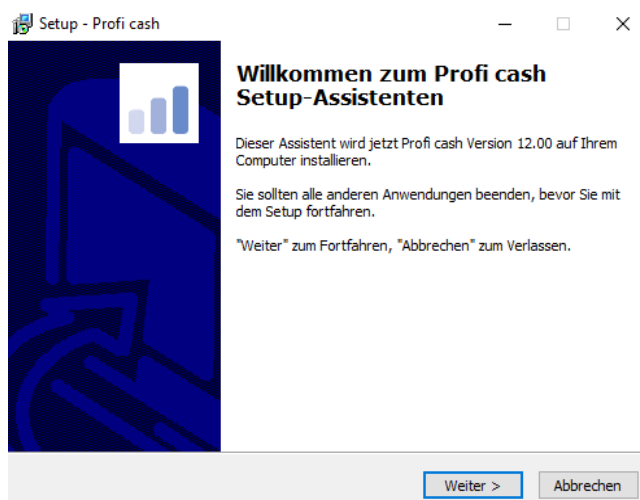 Setup - Profi cash
Willkommen zum Profi cash
Setup-Assistenten
Dieser Assistent wird jetzt Profi cash Version 12.00 auf Ihrem
Computer installieren.
Sie sollten alle anderen Anwendungen beenden, bevor Sie mit
dem Setup fortfahren.
"Weiter" zum Fortfahren, "Abbrechen" zum Verlassen.
Weiter >
Abbrechen